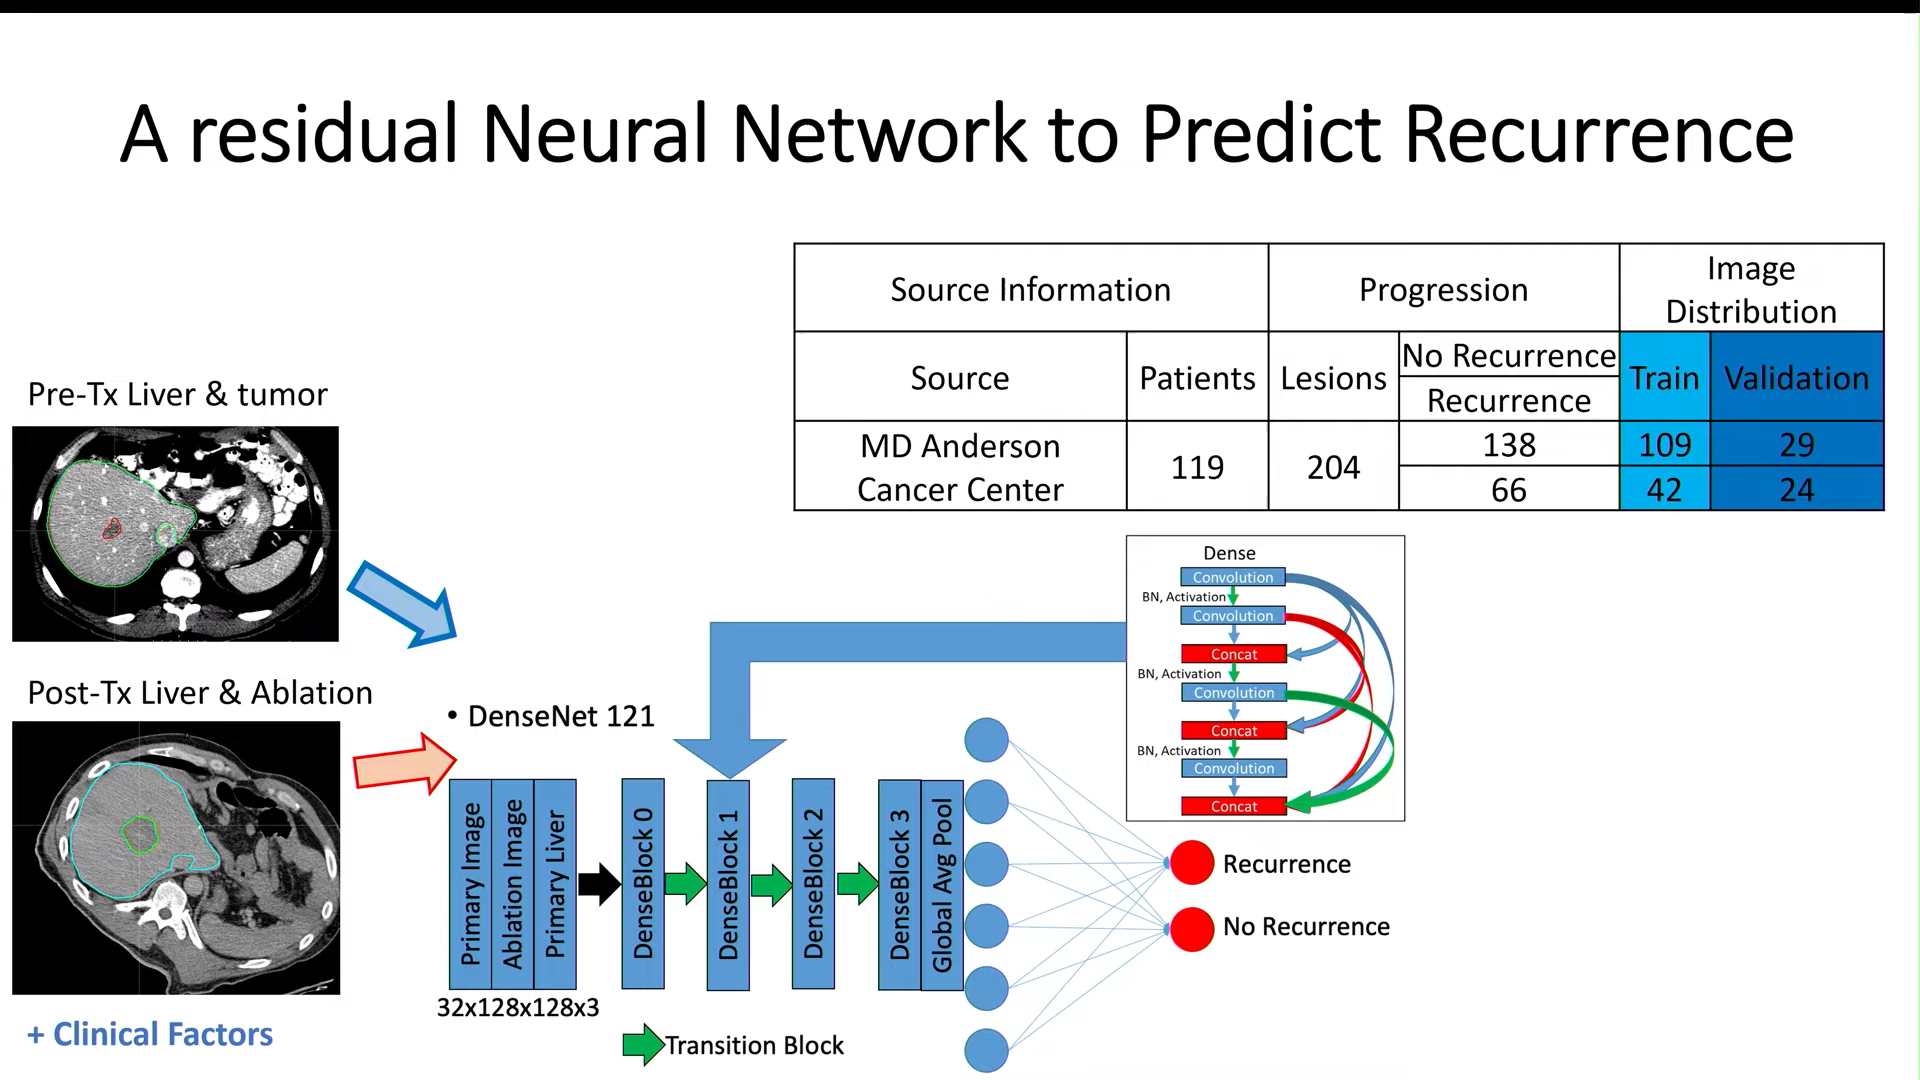 A residual Neural Network to Predict Recurrence
Source Information
Progression
Image
Distribution
Source
Patients
Lesions
No Recurrence
Recurrence
Train
Validation
MD Anderson
Cancer Center
119
204
138
109
29
66
42
24
Pre-Tx Liver & tumor
Post-Tx Liver & Ablation
+ Clinical Factors
• DenseNet 121
Primary Image
Ablation Image
Primary Liver
32x128x128x3
DenseBlock 0
DenseBlock 1
DenseBlock 2
DenseBlock 3
Global Avg Pool
Transition Block
Dense
Convolution
BN, Activation
Convolution
Concat
BN, Activation
Convolution
Concat
BN, Activation
Convolution
Concat
Recurrence
No Recurrence